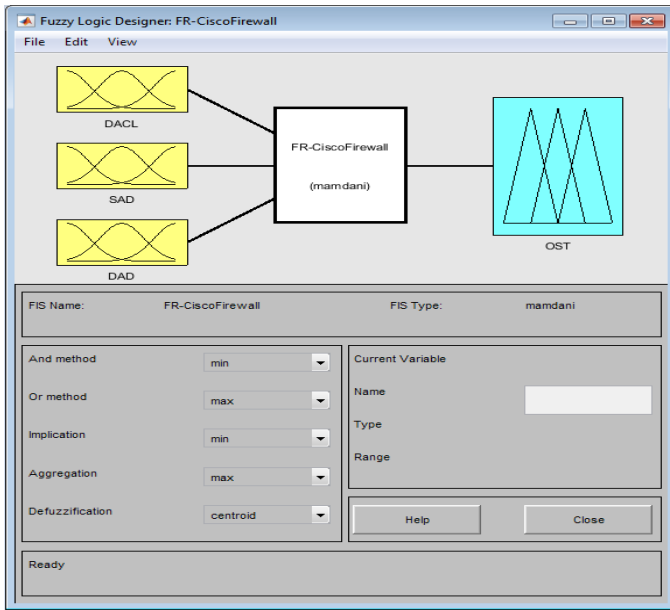 Fuzzy Logic Designer: FR-CiscoFirewall
File Edit View
DACL
SAD
DAD
FR-CiscoFirewall
(mamdani)
OST
FIS Name: FR-CiscoFirewall FIS Type: mamdani
And method min
Or method max
Implication min
Aggregation max
Defuzzification centroid
Current Variable
Name
Type
Range
Help Close
Ready